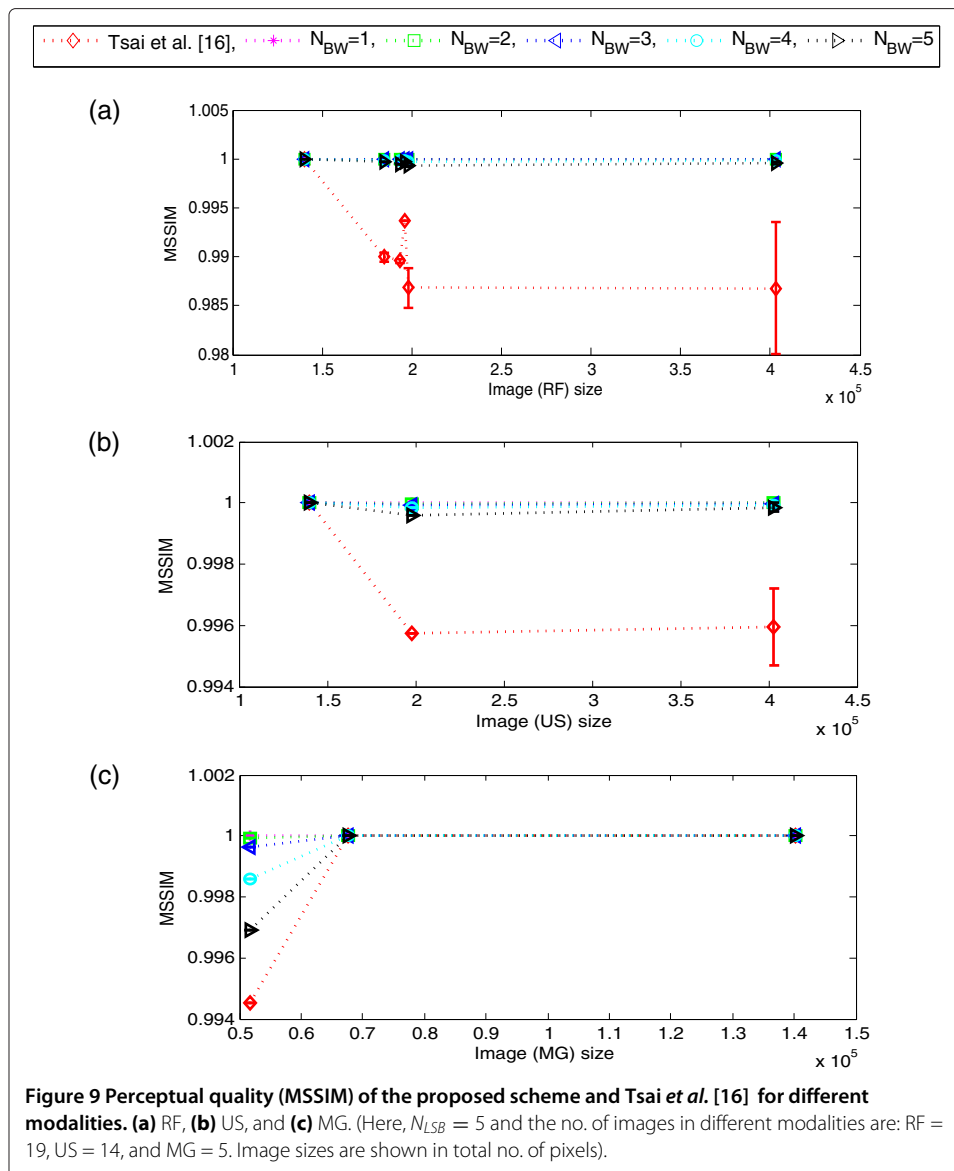 Tsai et al. [16], N_BW=1, N_BW=2, N_BW=3, N_BW=4, N_BW=5
(a)
1.005
1
0.995
0.99
0.985
0.98
MSSIM
1 1.5 2 2.5 3 3.5 4 4.5
Image (RF) size
x 10^5
(b)
1.002
1
0.998
0.996
0.994
MSSIM
1 1.5 2 2.5 3 3.5 4 4.5
Image (US) size
x 10^5
(c)
1.002
1
0.998
0.996
0.994
MSSIM
0.5 0.6 0.7 0.8 0.9 1 1.1 1.2 1.3 1.4 1.5
Image (MG) size
x 10^5
Figure 9 Perceptual quality (MSSIM) of the proposed scheme and Tsai et al. [16] for different
modalities. (a) RF, (b) US, and (c) MG. (Here, N_LSB = 5 and the no. of images in different modalities are: RF =
19, US = 14, and MG = 5. Image sizes are shown in total no. of pixels).